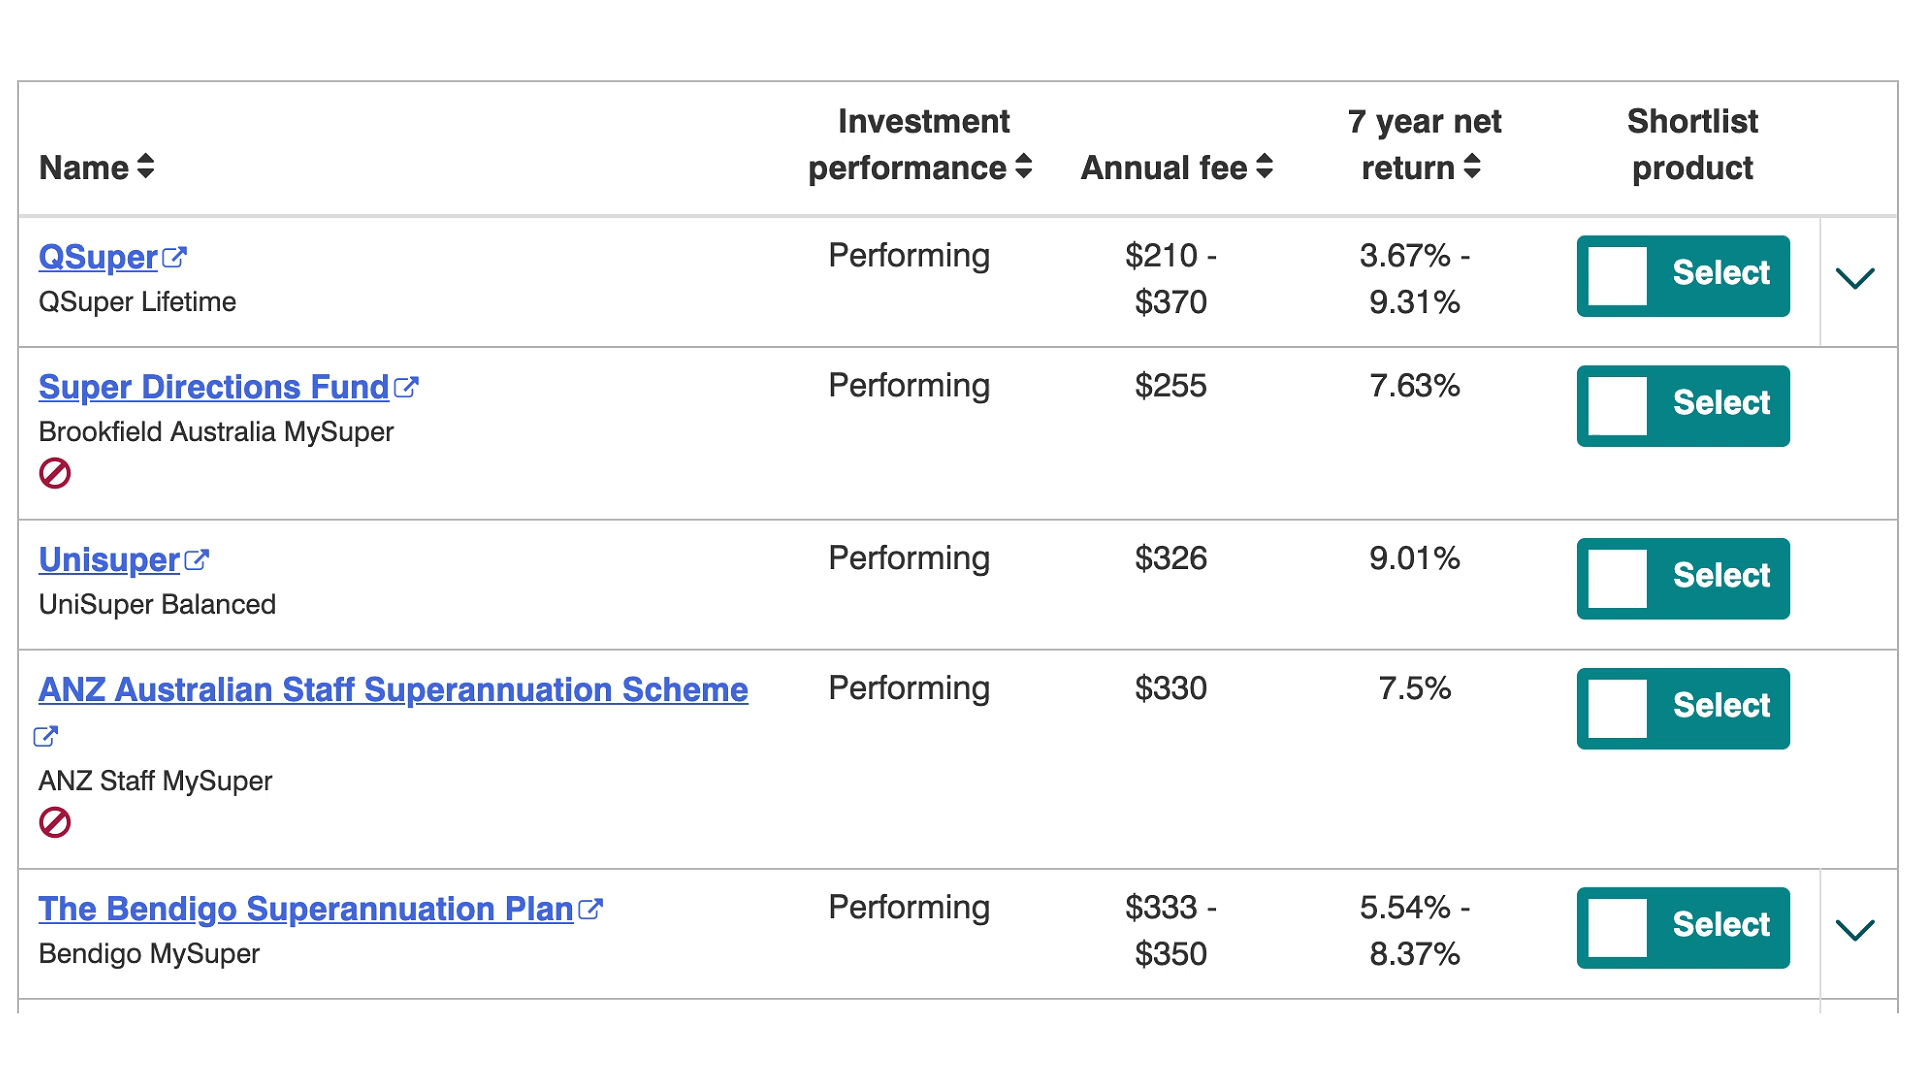 Name
Investment performance
Annual fee
7 year net return
Shortlist product
QSuper
QSuper Lifetime
Performing
$210 -
$370
3.67% -
9.31%
Select
Super Directions Fund
Brookfield Australia MySuper
Performing
$255
7.63%
Select
Unisuper
UniSuper Balanced
Performing
$326
9.01%
Select
ANZ Australian Staff Superannuation Scheme
ANZ Staff MySuper
Performing
$330
7.5%
Select
The Bendigo Superannuation Plan
Bendigo MySuper
Performing
$333 -
$350
5.54% -
8.37%
Select